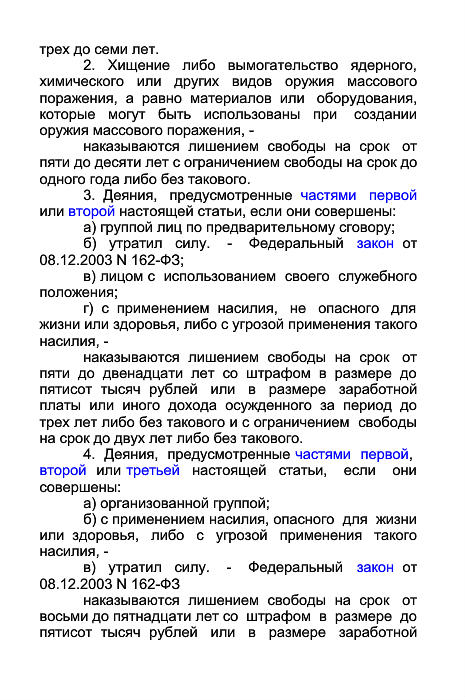 трех до семи лет.
2. Хищение либо вымогательство ядерного,
химического или других видов оружия массового
поражения, а равно материалов или оборудования,
которые могут быть использованы при создании
оружия массового поражения, -
наказываются лишением свободы на срок от
пяти до десяти лет с ограничением свободы на срок до
одного года либо без такового.
3. Деяния, предусмотренные частями первой
или второй настоящей статьи, если они совершены:
а) группой лиц по предварительному сговору;
б) утратил силу. - Федеральный закон от
08.12.2003 N 162-ФЗ;
в) лицом с использованием своего служебного
положения;
г) с применением насилия, не опасного для
жизни или здоровья, либо с угрозой применения такого
насилия, -
наказываются лишением свободы на срок от
пяти до двенадцати лет со штрафом в размере до
пятисот тысяч рублей или в размере заработной
платы или иного дохода осужденного за период до
трех лет либо без такового и с ограничением свободы
на срок до двух лет либо без такового.
4. Деяния, предусмотренные частями первой,
второй или третьей настоящей статьи, если они
совершены:
а) организованной группой;
б) с применением насилия, опасного для жизни
или здоровья, либо с угрозой применения такого
насилия, -
в) утратил силу. - Федеральный закон от
08.12.2003 N 162-ФЗ
наказываются лишением свободы на срок от
восьми до пятнадцати лет со штрафом в размере до
пятисот тысяч рублей или в размере заработной